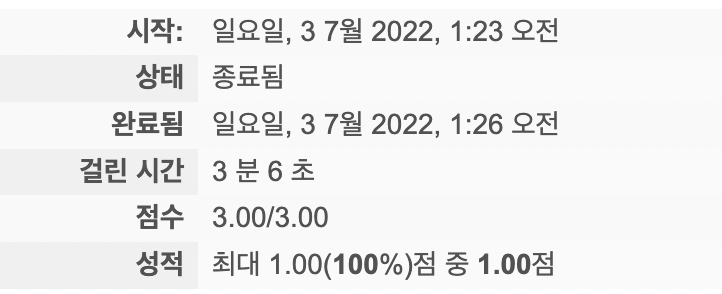 시작: 일요일, 3 7월 2022, 1:23 오전
상태 종료됨
완료됨 일요일, 3 7월 2022, 1:26 오전
걸린 시간 3 분 6 초
점수 3.00/3.00
성적 최대 1.00(100%)점 중 1.00점